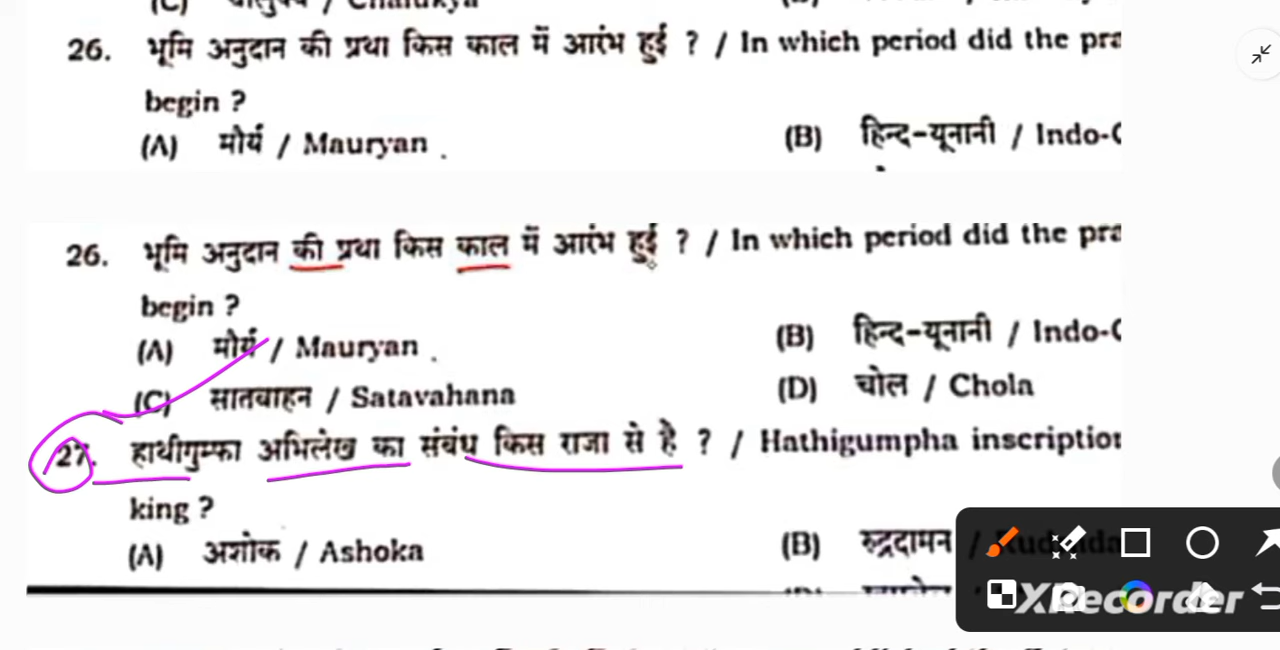 26. भूमि अनुदान की प्रथा किस काल में आरंभ हुई ? / In which period did the pra
begin ?
(A) मौर्य / Mauryan (B) हिन्द-यूनानी / Indo-
26. भूमि अनुदान की प्रथा किस काल में आरंभ हुई ? / In which period did the pra
begin ?
(A) मौर्य / Mauryan (B) हिन्द-यूनानी / Indo-
(C) सातवाहन / Satavahana (D) चोल / Chola
27. हाथीगुम्फा अभिलेख का संबंध किस राजा से है ? / Hathigumpha inscription
king ?
(A) अशोक / Ashoka (B) रुद्रदामन /
XRecorder